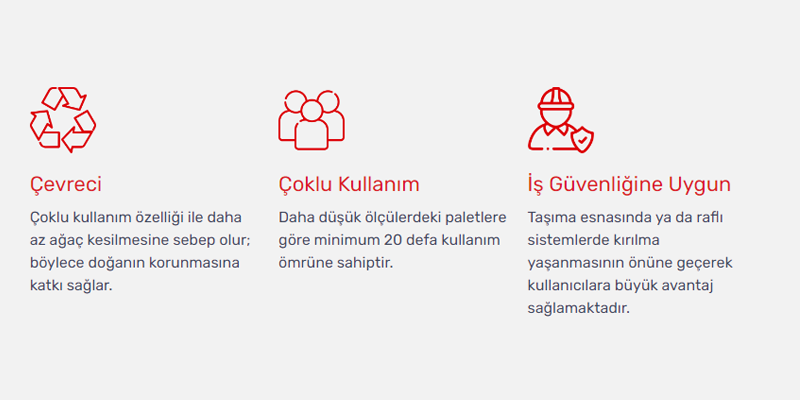 Çevreci
Çoklu kullanım özelliği ile daha
az ağaç kesilmesine sebep olur;
böylece doğanın korunmasına
katkı sağlar.
Çoklu Kullanım
Daha düşük ölçülerdeki paletlere
göre minimum 20 defa kullanım
ömrüne sahiptir.
İş Güvenliğine Uygun
Taşıma esnasında ya da raflı
sistemlerde kırılma
yaşanmasının önüne geçerek
kullanıcılara büyük avantaj
sağlamaktadır.